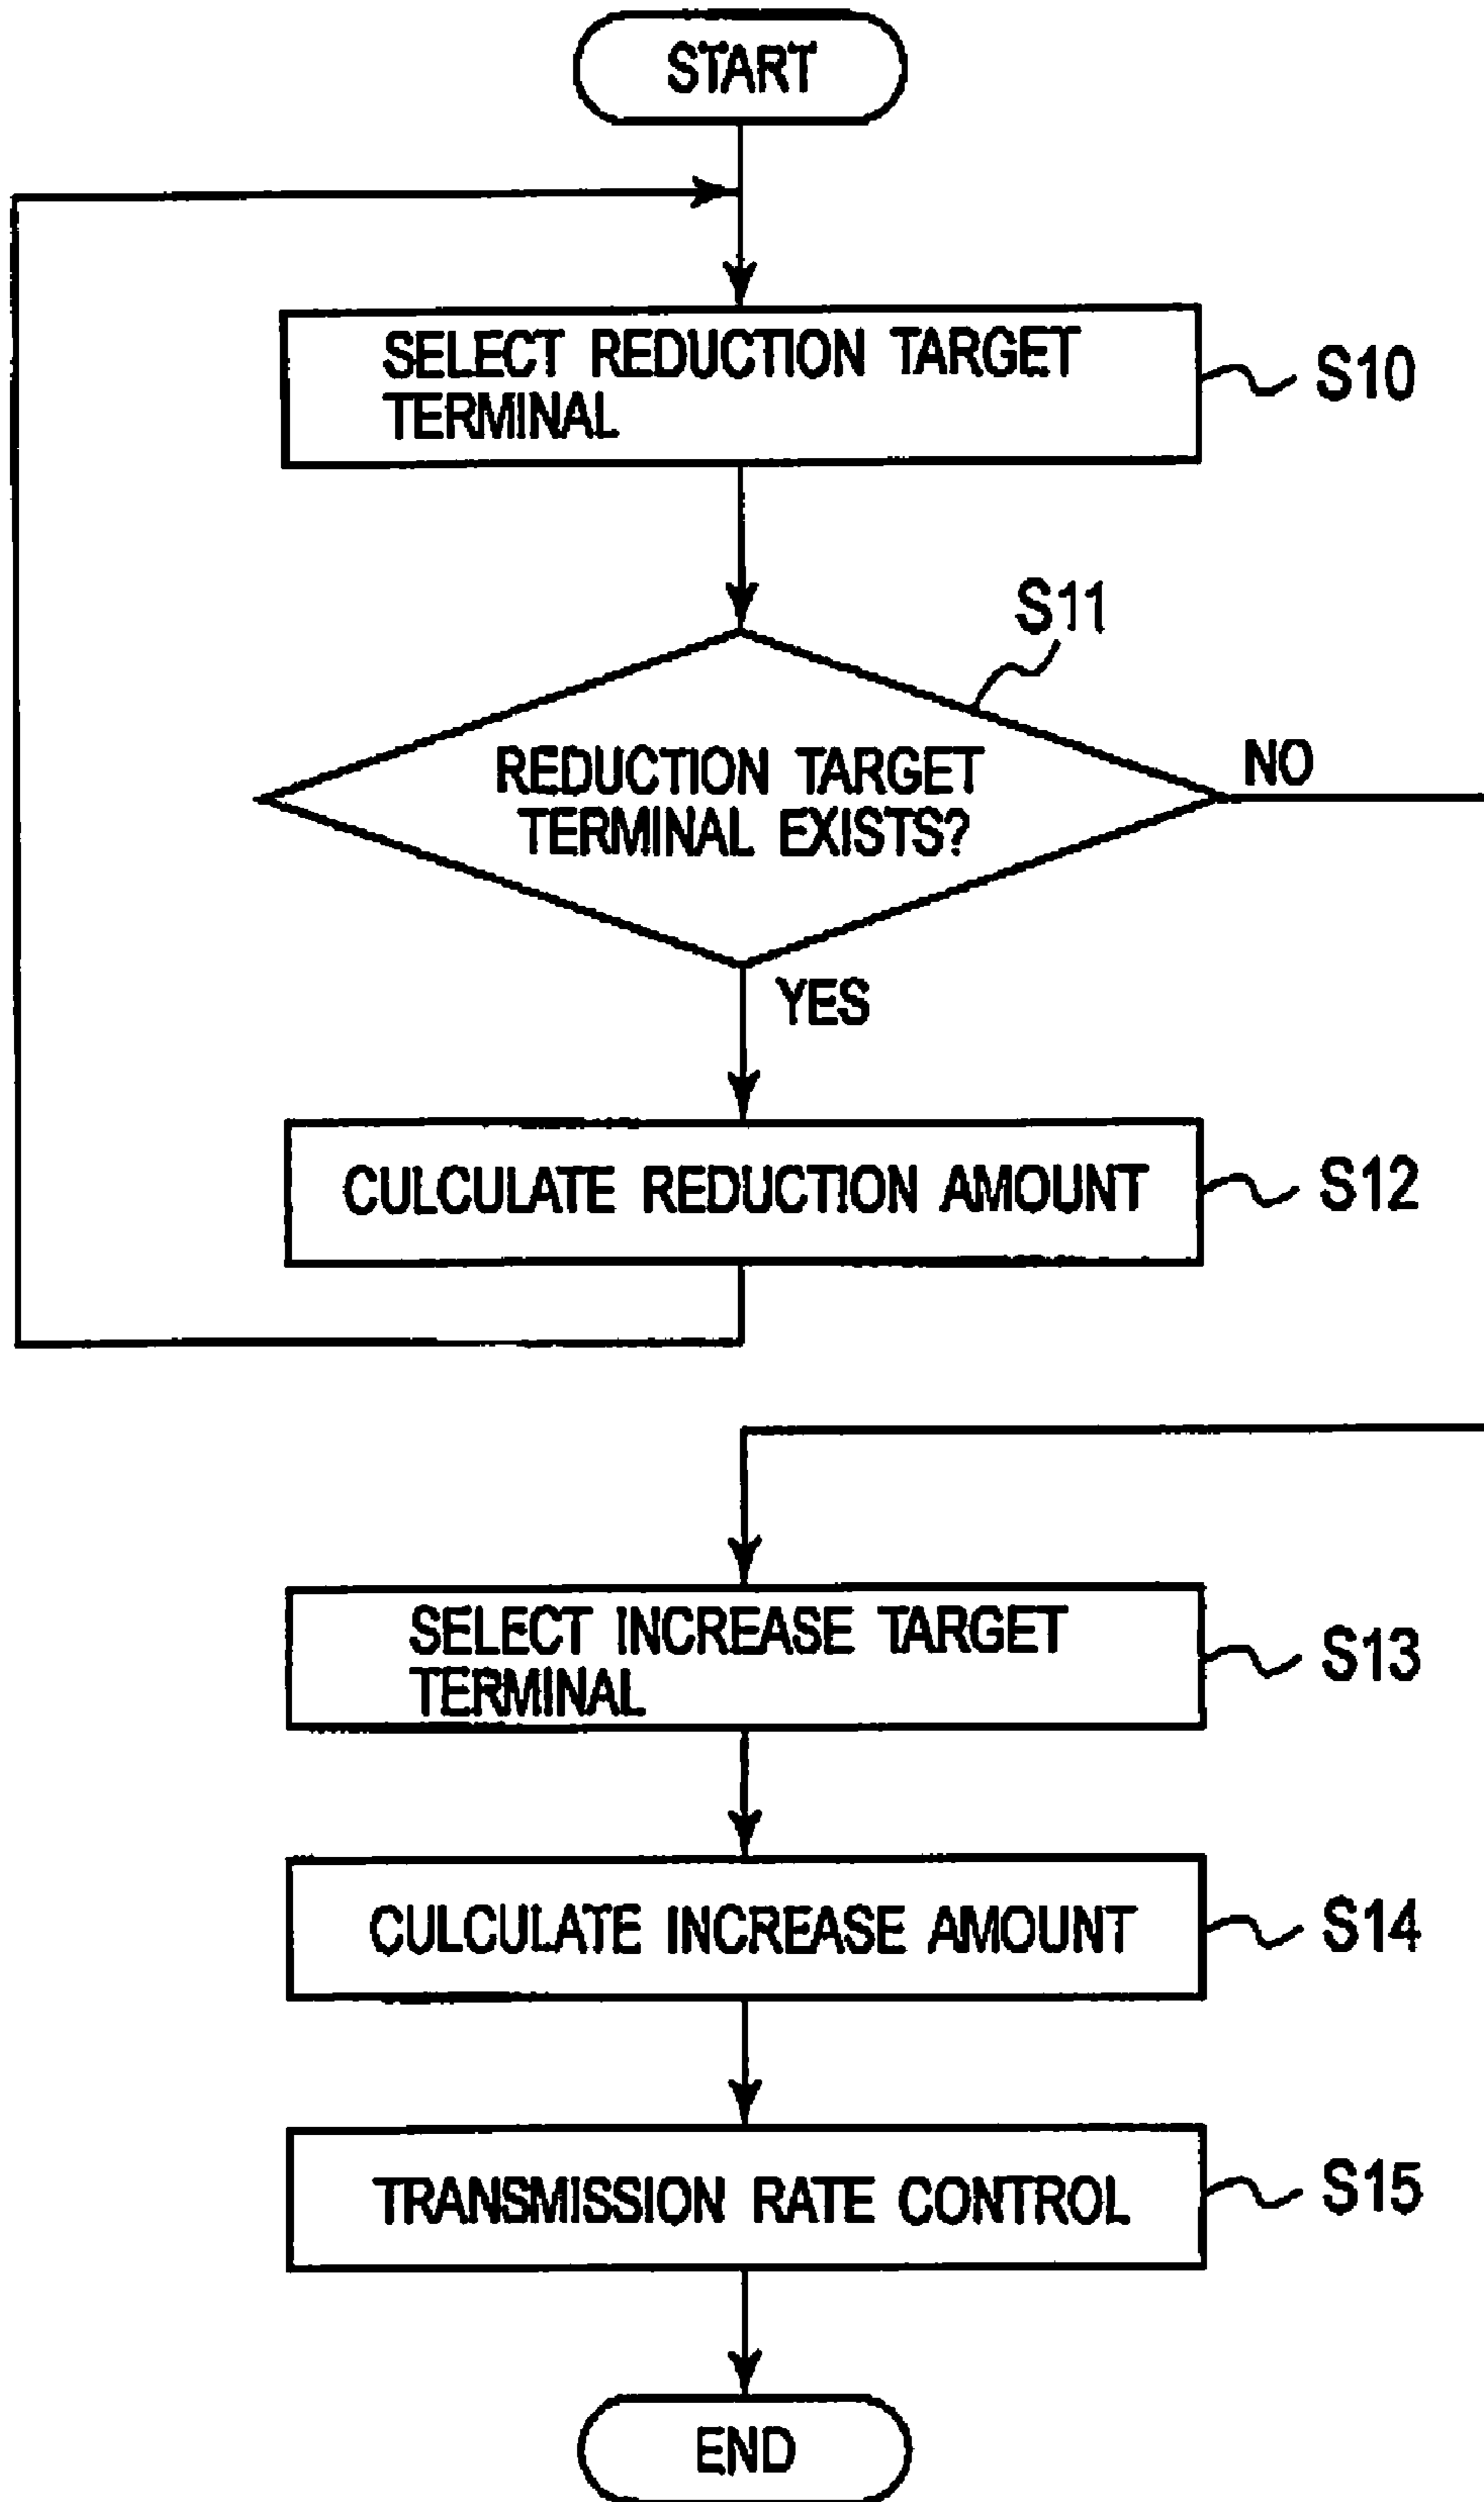 START
SELECT REDUCTION TARGET
TERMINAL
S10
S11
REDUCTION TARGET
TERMINAL EXISTS?
NO
YES
CULCULATE REDUCTION AMOUNT
S12
SELECT INCREASE TARGET
TERMINAL
S13
CULCULATE INCREASE AMOUNT
S14
TRANSMISSION RATE CONTROL
S15
END